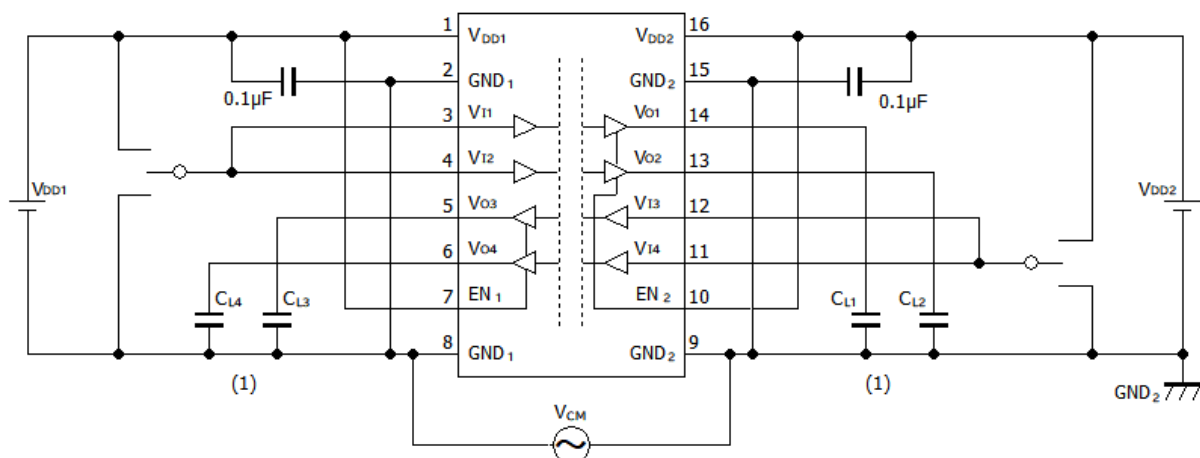 1 VDD1 VDD2 16
2 GND1 GND2 15
0.1µF 0.1µF
3 VI1 VO1 14
4 VI2 VO2 13
VDD1 VDD2
5 VO3 VI3 12
6 VO4 VI4 11
CL4 CL3 7 EN1 EN2 10 CL1 CL2
8 GND1 GND2 9
(1) (1)
GND2
VCM